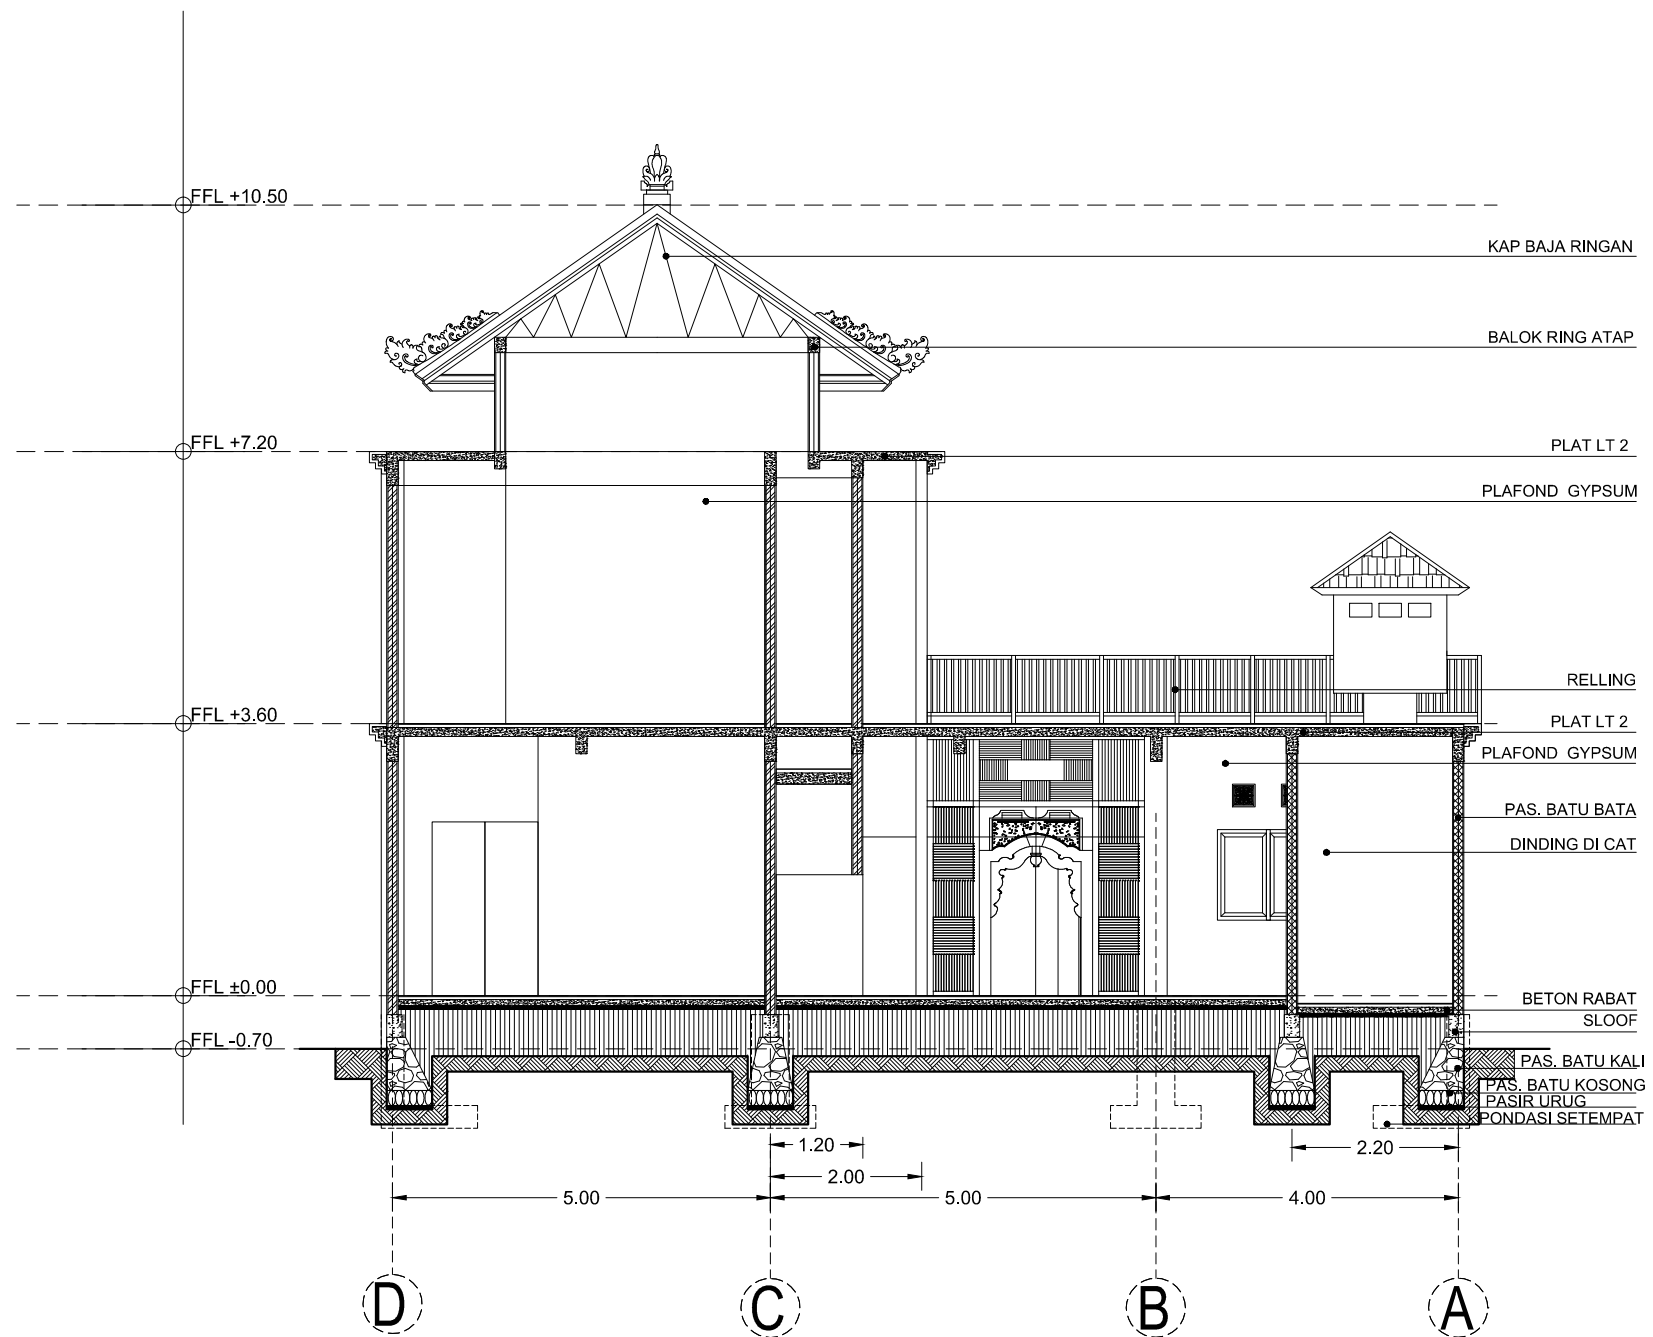 FFL +10.50
KAP BAJA RINGAN
BALOK RING ATAP
FFL +7.20
PLAT LT 2
PLAFOND GYPSUM
RELLING
FFL +3.60
PLAT LT 2
PLAFOND GYPSUM
PAS. BATU BATA
DINDING DI CAT
FFL ±0.00
BETON RABAT
SLOOF
FFL -0.70
PAS. BATU KALI
PAS. BATU KOSONG
PASIR URUG
PONDASI SETEMPAT
1.20
2.20
2.00
5.00
5.00
4.00
D
C
B
A